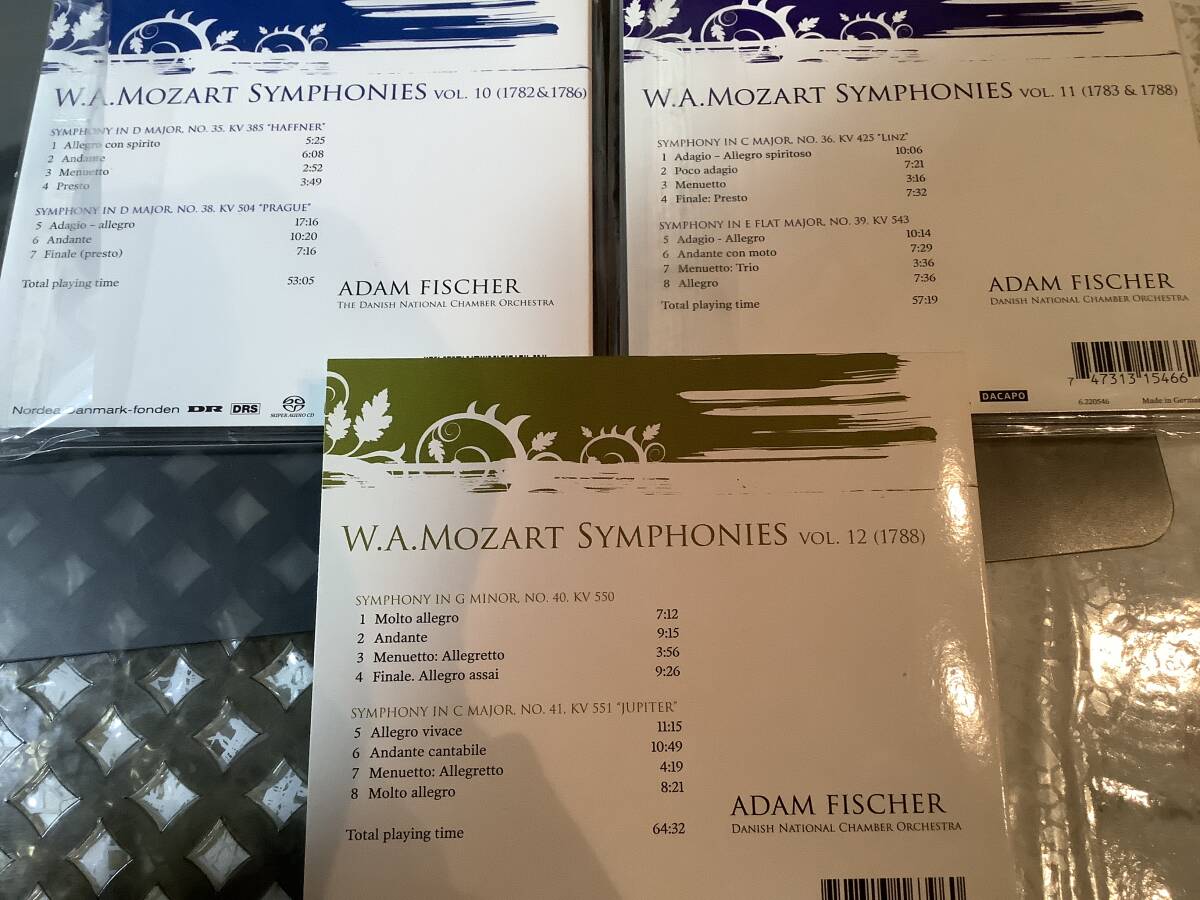 W.A.MOZART SYMPHONIES VOL. 10 (1782&1786)
SYMPHONY IN D MAJOR, NO. 35, KV 385 "HAFFNER"
1 Allegro con spirito 5:25
2 Andante 6:08
3 Menuetto 2:52
4 Presto 3:49
SYMPHONY IN D MAJOR, NO. 38, KV 504 "PRAGUE"
5 Adagio – allegro 17:16
6 Andante 10:20
7 Finale (presto) 7:16
Total playing time 53:05
ADAM FISCHER
THE DANISH NATIONAL CHAMBER ORCHESTRA
Nordea Danmark-fonden DR DRS SUPER AUDIO CD
W.A.MOZART SYMPHONIES VOL. 11 (1783 & 1788)
SYMPHONY IN C MAJOR, NO. 36, KV 425 "LINZ"
1 Adagio – Allegro spiritoso 10:06
2 Poco adagio 7:21
3 Menuetto 3:16
4 Finale: Presto 7:32
SYMPHONY IN E FLAT MAJOR, NO. 39, KV 543
5 Adagio - Allegro 10:14
6 Andante con moto 7:29
7 Menuetto: Trio 3:36
8 Allegro 7:36
Total playing time 57:19
ADAM FISCHER
DANISH NATIONAL CHAMBER ORCHESTRA
7 47313 15466
DACAPO 6.220546 Made in German
W.A.MOZART SYMPHONIES VOL. 12 (1788)
SYMPHONY IN G MINOR, NO. 40, KV 550
1 Molto allegro 7:12
2 Andante 9:15
3 Menuetto: Allegretto 3:56
4 Finale. Allegro assai 9:26
SYMPHONY IN C MAJOR, NO. 41, KV 551 "JUPITER"
5 Allegro vivace 11:15
6 Andante cantabile 10:49
7 Menuetto: Allegretto 4:19
8 Molto allegro 8:21
Total playing time 64:32
ADAM FISCHER
DANISH NATIONAL CHAMBER ORCHESTRA